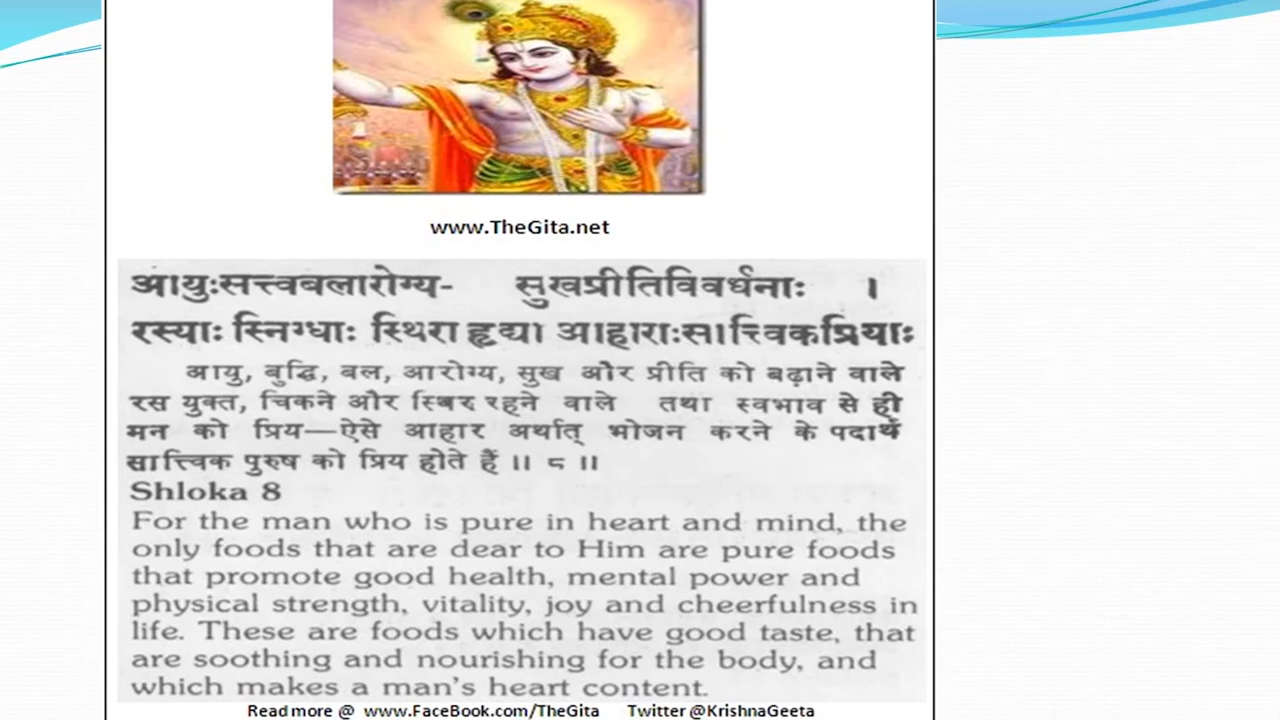 www.TheGita.net
आयुःसत्त्वबलारोग्य- सुखप्रीतिविवर्धनाः ।
रस्याः स्निग्धाः स्थिरा हृद्या आहाराःसात्त्विकप्रियाः
आयु, बुद्धि, बल, आरोग्य, सुख और प्रीति को बढ़ाने वाले
रस युक्त, चिकने और स्थिर रहने वाले तथा स्वभाव से ही
मन को प्रिय—ऐसे आहार अर्थात् भोजन करने के पदार्थ
सात्त्विक पुरुष को प्रिय होते हैं ॥ ८ ॥
Shloka 8
For the man who is pure in heart and mind, the
only foods that are dear to Him are pure foods
that promote good health, mental power and
physical strength, vitality, joy and cheerfulness in
life. These are foods which have good taste, that
are soothing and nourishing for the body, and
which makes a man's heart content.
Read more @ www.FaceBook.com/TheGita Twitter @KrishnaGeeta